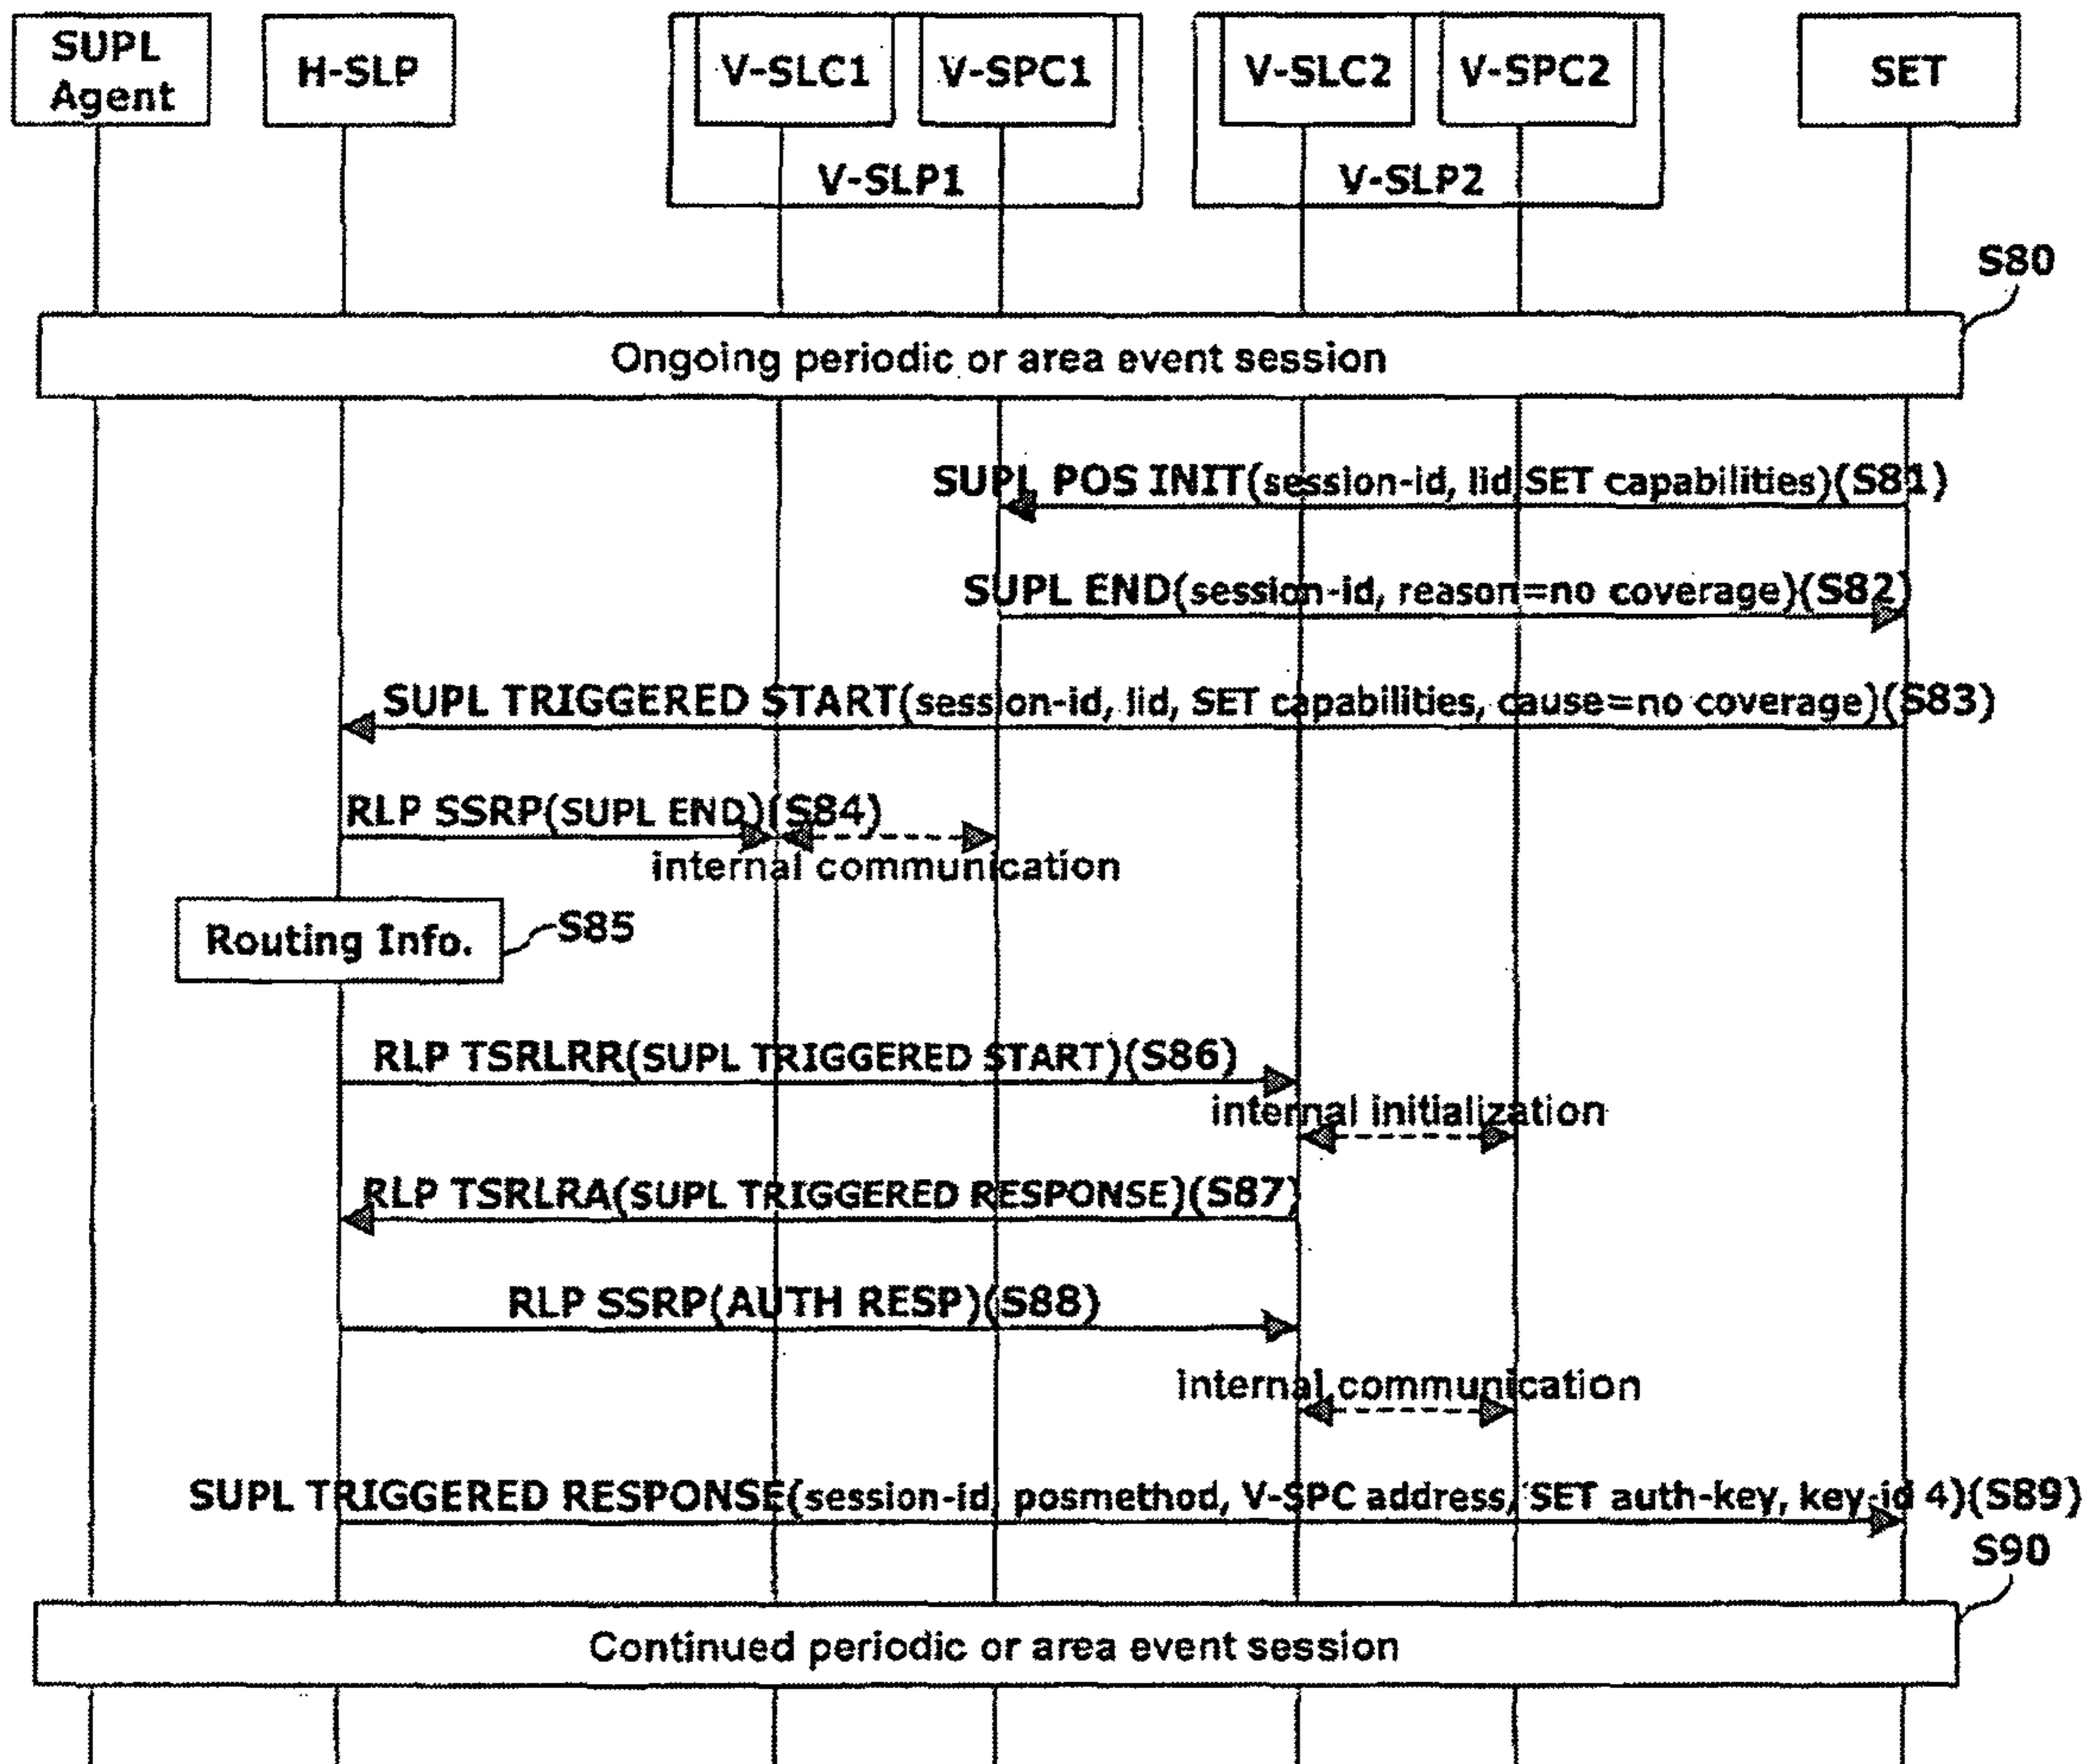 SUPL
Agent
H-SLP
V-SLC1
V-SPC1
V-SLC2
V-SPC2
SET
V-SLP1
V-SLP2
S80
Ongoing periodic or area event session
SUPL POS INIT(session-id, lid SET capabilities)(S81)
SUPL END(session-id, reason=no coverage)(S82)
SUPL TRIGGERED START(session-id, lid, SET capabilities, cause=no coverage)(S83)
RLP SSRP(SUPL END)(S84)
internal communication
Routing Info.
S85
RLP TSRLRR(SUPL TRIGGERED START)(S86)
internal initialization
RLP TSRLRA(SUPL TRIGGERED RESPONSE)(S87)
RLP SSRP(AUTH RESP)(S88)
internal communication
SUPL TRIGGERED RESPONSE(session-id, posmethod, V-SPC address, SET auth-key, key-id 4)(S89)
S90
Continued periodic or area event session